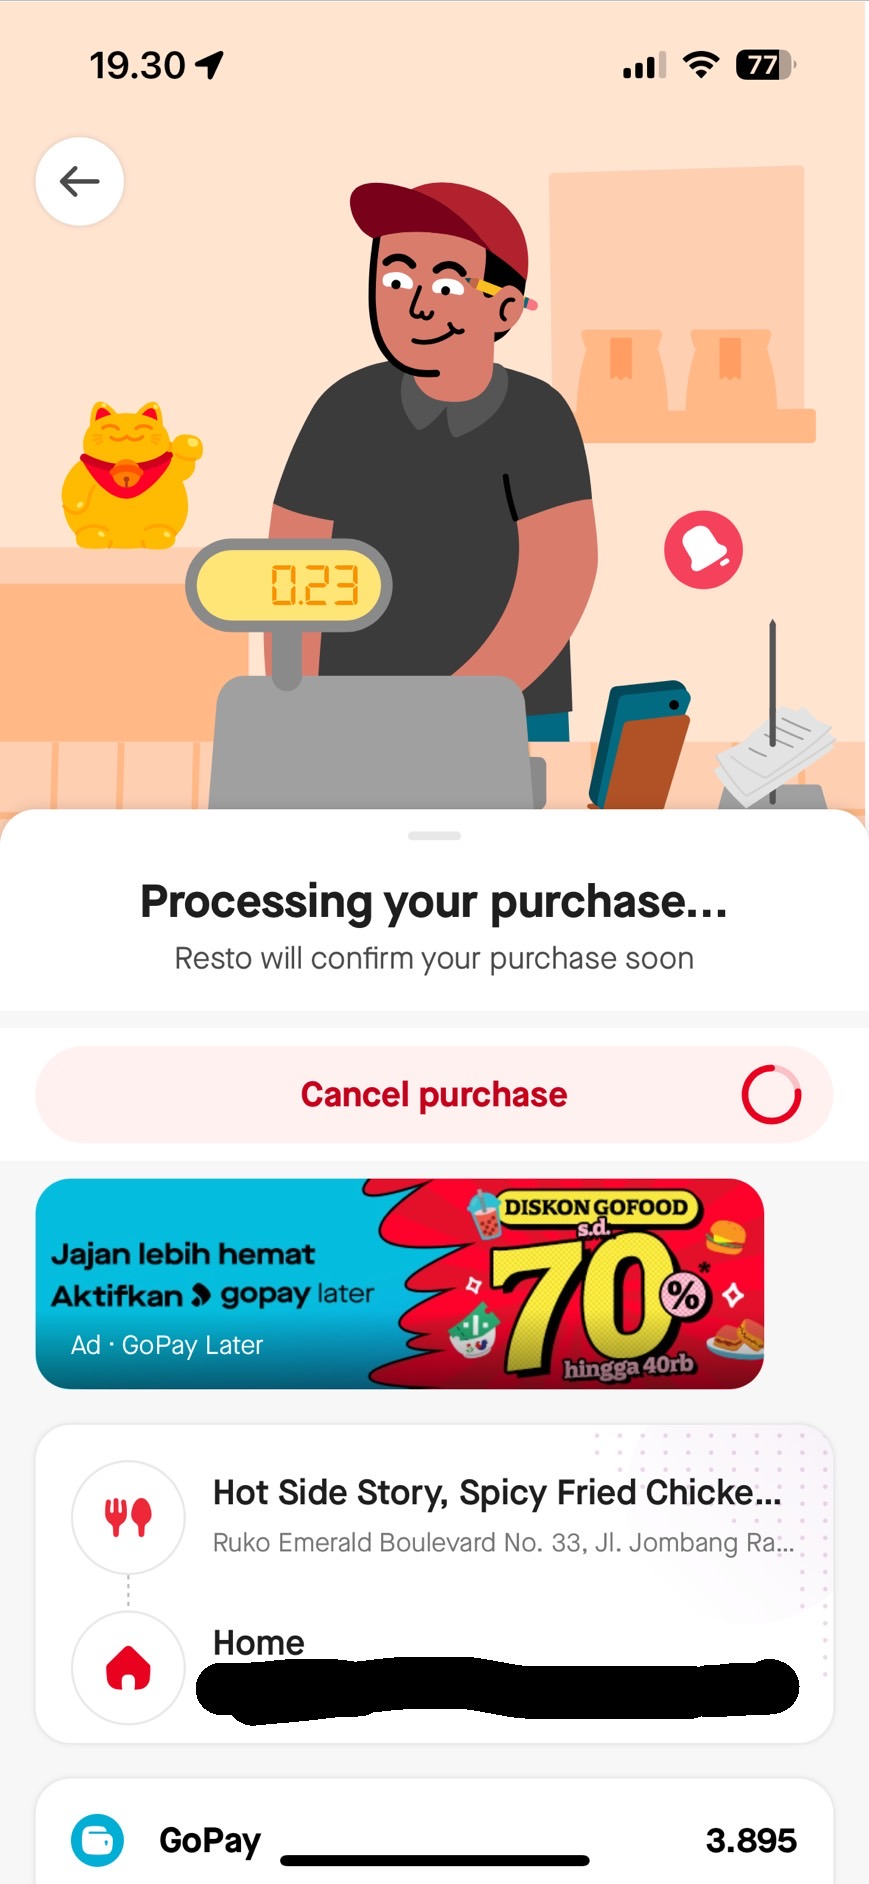 19.30
77
0.23
Processing your purchase...
Resto will confirm your purchase soon
Cancel purchase
Jajan lebih hemat
Aktifkan gopay later
Ad · GoPay Later
DISKON GOFOOD
s.d.
70%*
hingga 40rb
Hot Side Story, Spicy Fried Chicke...
Ruko Emerald Boulevard No. 33, Jl. Jombang Ra...
Home
GoPay 3.895